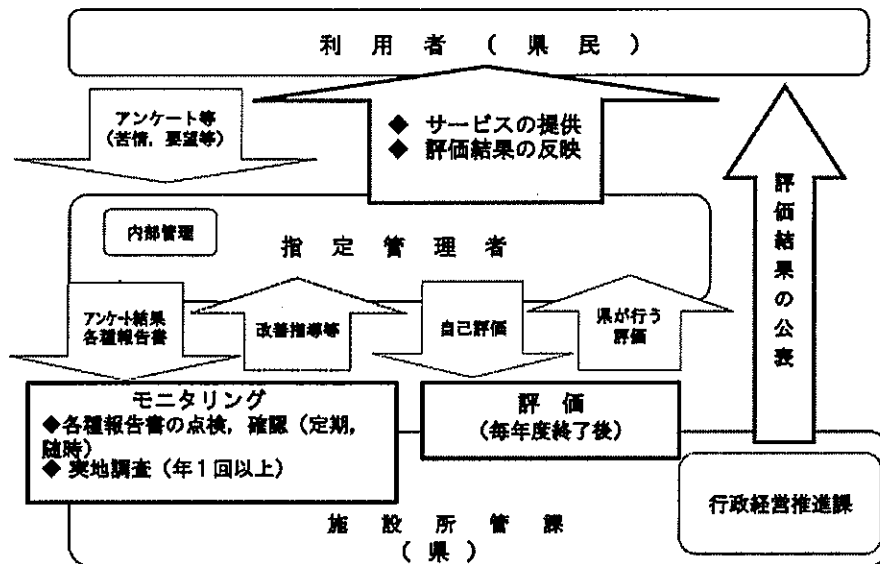 利用者(県民)
アンケート等
(苦情，要望等)
◆ サービスの提供
◆ 評価結果の反映
評価結果の公表
内部管理
指定管理者
アンケート結果
各種報告書
改善指導等
自己評価
県が行う
評価
モニタリング
◆各種報告書の点検，確認（定期，
随時）
◆ 実地調査（年１回以上）
評価
（毎年度終了後）
行政経営推進課
施設所管課
（県）